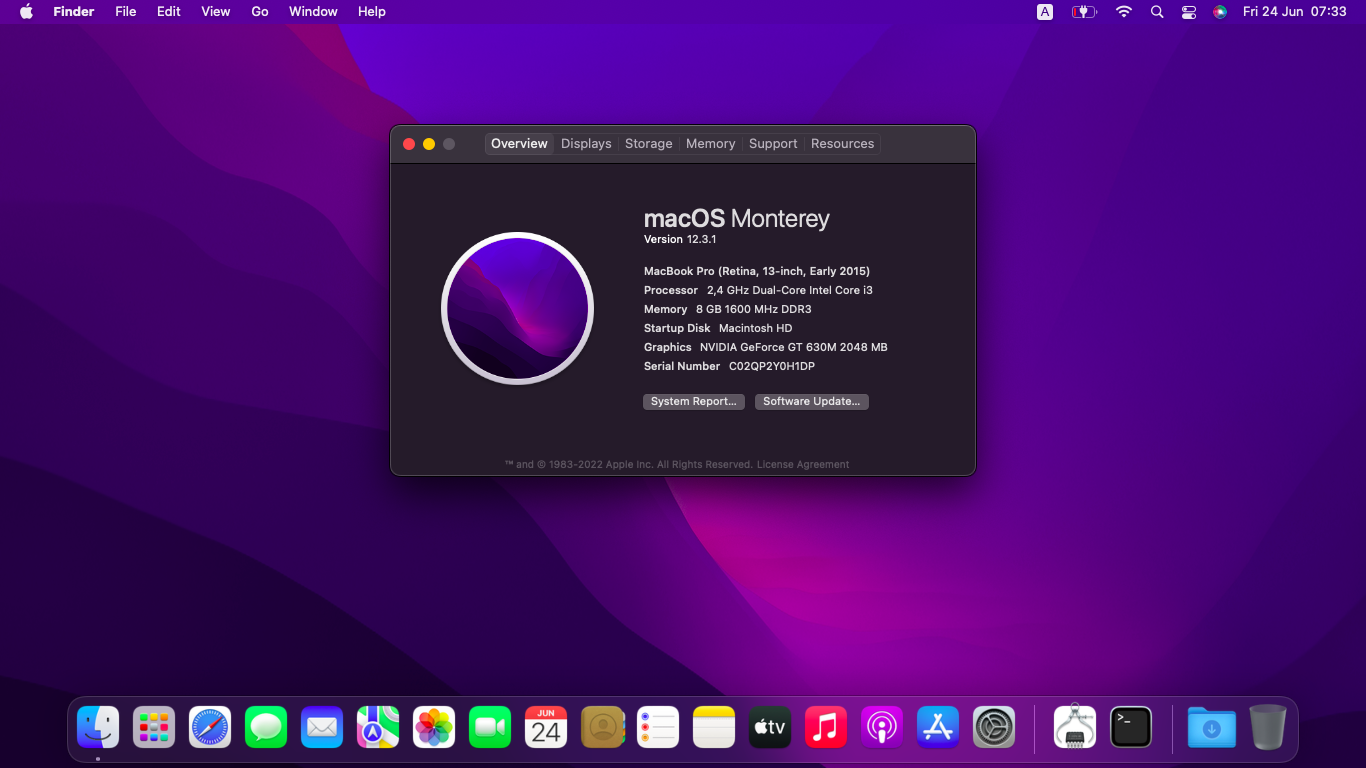 Finder File Edit View Go Window Help A Fri 24 Jun 07:33
Overview Displays Storage Memory Support Resources
macOS Monterey
Version 12.3.1
MacBook Pro (Retina, 13-inch, Early 2015)
Processor 2,4 GHz Dual-Core Intel Core i3
Memory 8 GB 1600 MHz DDR3
Startup Disk Macintosh HD
Graphics NVIDIA GeForce GT 630M 2048 MB
Serial Number C02QP2Y0H1DP
System Report... Software Update...
™ and © 1983-2022 Apple Inc. All Rights Reserved. License Agreement
JUN
24
tv
>_